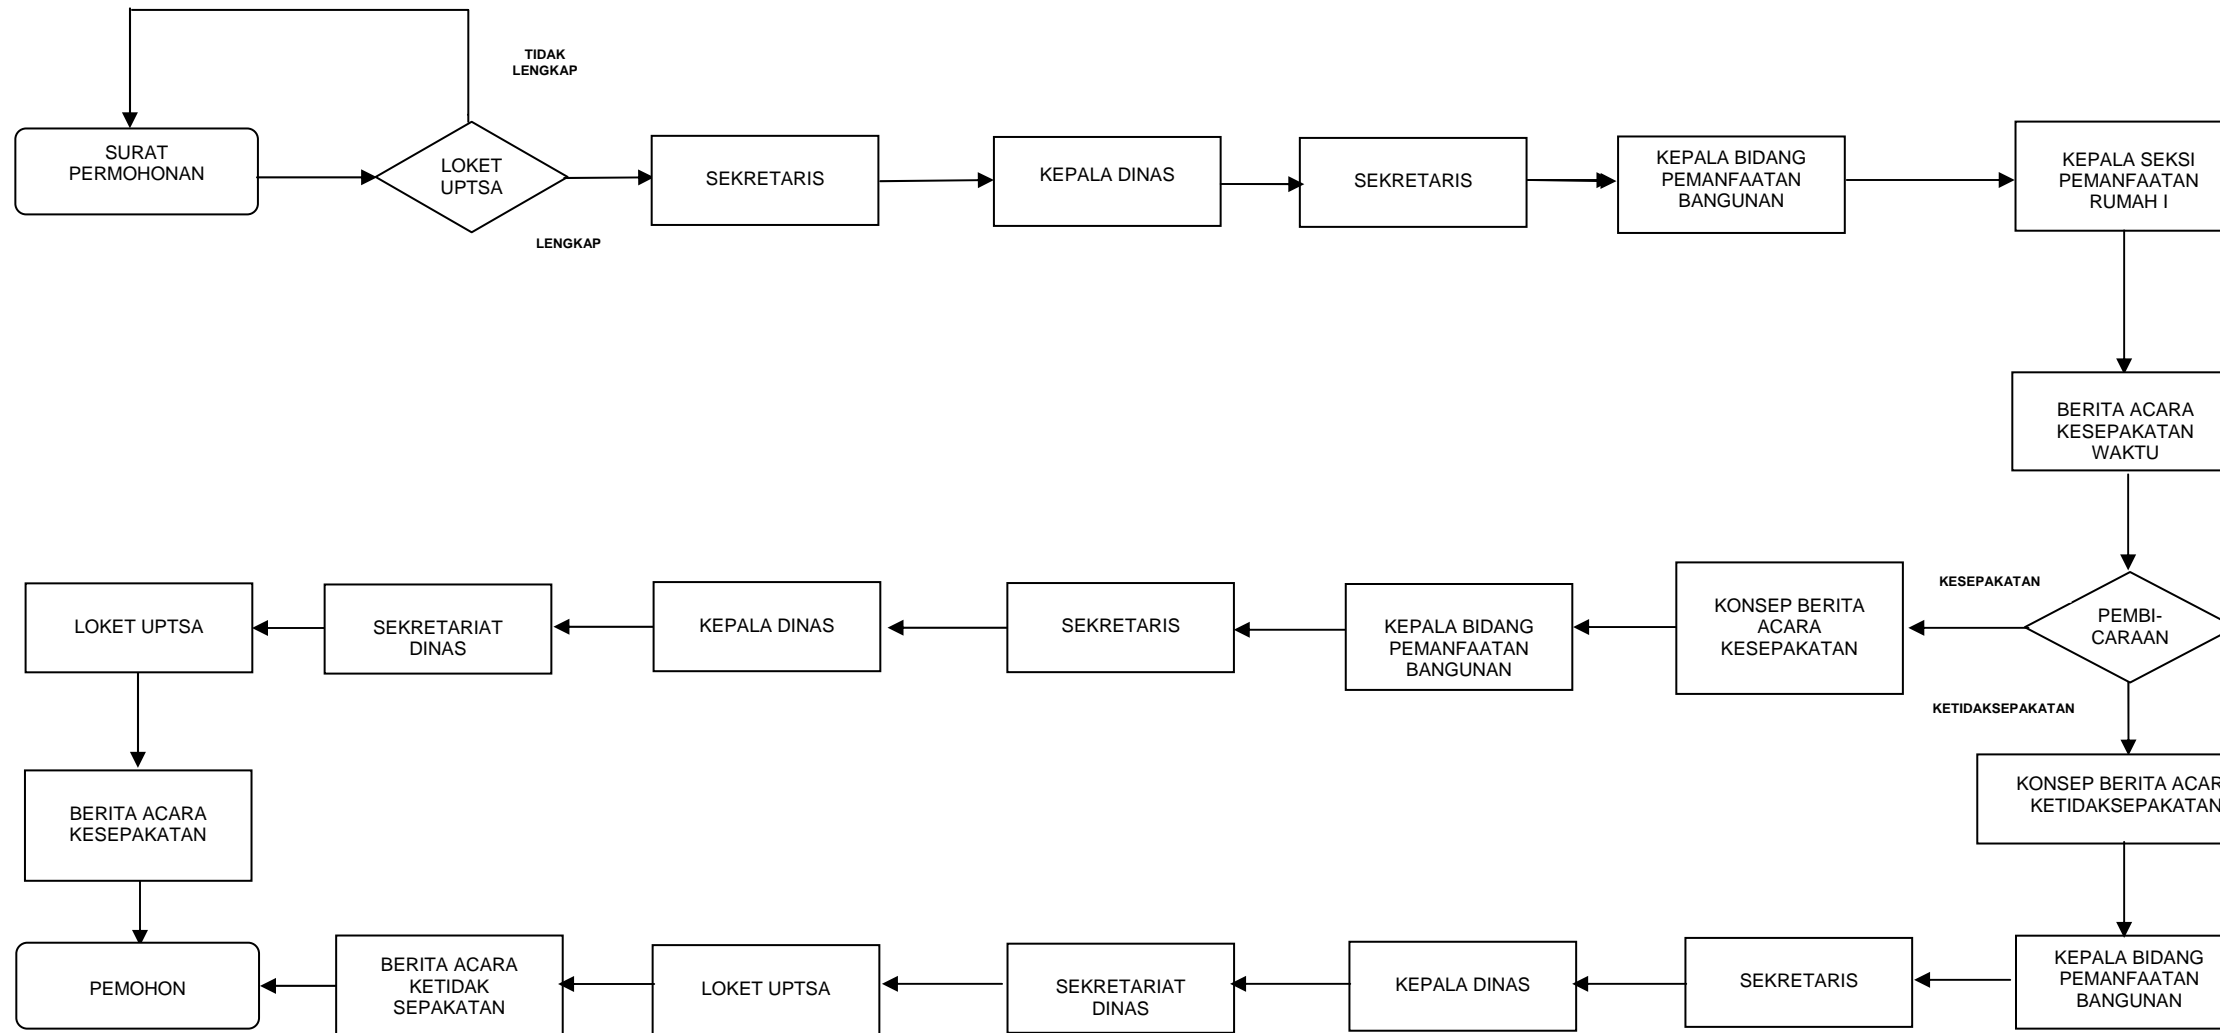 TIDAK
LENGKAP
SURAT
PERMOHONAN
LOKET
UPTSA
LENGKAP
SEKRETARIS
KEPALA DINAS
SEKRETARIS
KEPALA BIDANG
PEMANFAATAN
BANGUNAN
KEPALA SEKSI
PEMANFAATAN
RUMAH I
BERITA ACARA
KESEPAKATAN
WAKTU
PEMBI-
CARAAN
KESEPAKATAN
KONSEP BERITA
ACARA
KESEPAKATAN
KEPALA BIDANG
PEMANFAATAN
BANGUNAN
SEKRETARIS
KEPALA DINAS
SEKRETARIAT
DINAS
LOKET UPTSA
BERITA ACARA
KESEPAKATAN
KETIDAKSEPAKATAN
KONSEP BERITA ACAR
KETIDAKSEPAKATAN
KEPALA BIDANG
PEMANFAATAN
BANGUNAN
SEKRETARIS
KEPALA DINAS
SEKRETARIAT
DINAS
LOKET UPTSA
BERITA ACARA
KETIDAK
SEPAKATAN
PEMOHON